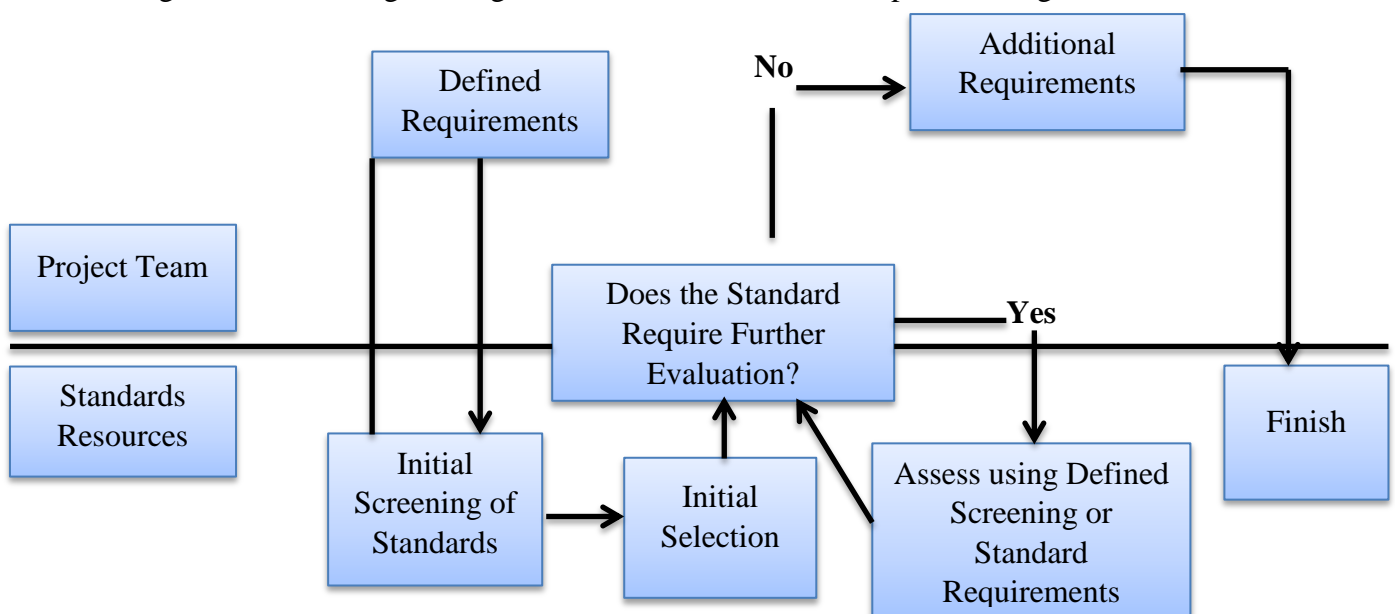 Additional
Requirements
No
Defined
Requirements
Project Team
Does the Standard
Require Further
Evaluation?
Yes
Standards
Resources
Finish
Initial
Screening of
Standards
Initial
Selection
Assess using Defined
Screening or
Standard
Requirements